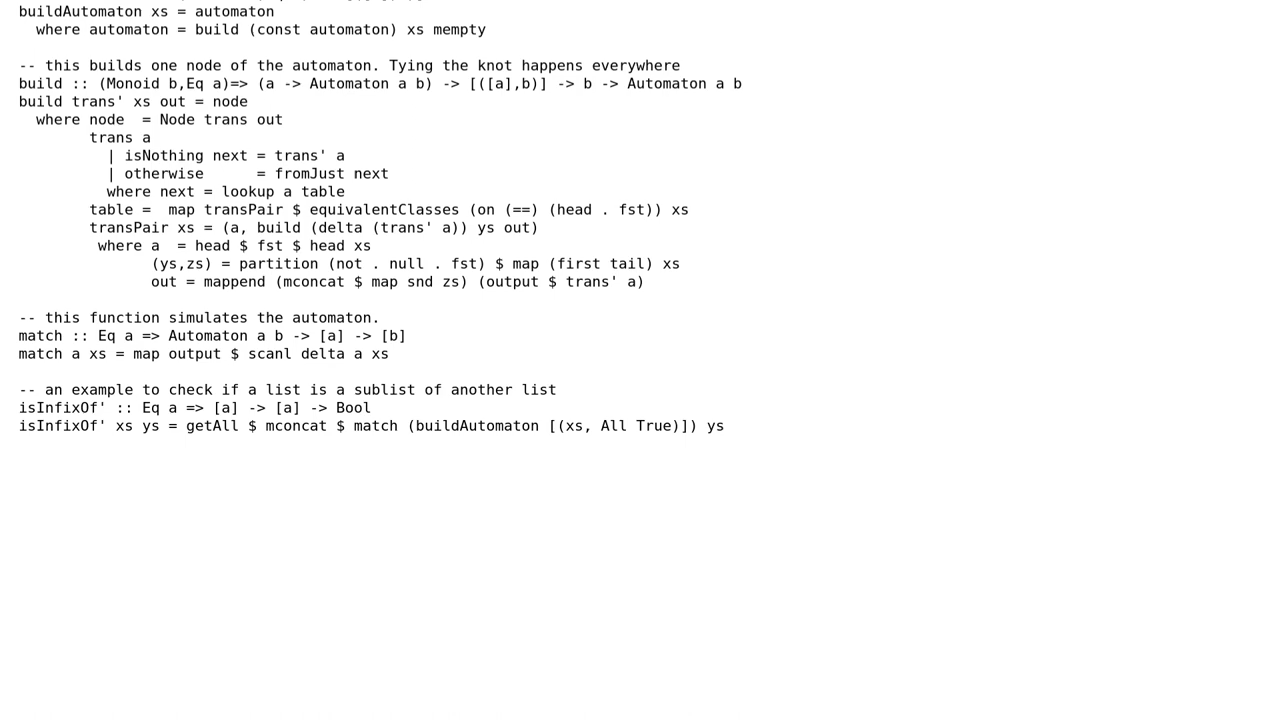 buildAutomaton xs = automaton
  where automaton = build (const automaton) xs mempty

-- this builds one node of the automaton. Tying the knot happens everywhere
build :: (Monoid b,Eq a)=> (a -> Automaton a b) -> [([a],b)] -> b -> Automaton a b
build trans' xs out = node
  where node  = Node trans out
        trans a
          | isNothing next = trans' a
          | otherwise      = fromJust next
          where next = lookup a table
        table =  map transPair $ equivalentClasses (on (==) (head . fst)) xs
        transPair xs = (a, build (delta (trans' a)) ys out)
         where a  = head $ fst $ head xs
               (ys,zs) = partition (not . null . fst) $ map (first tail) xs
               out = mappend (mconcat $ map snd zs) (output $ trans' a)

-- this function simulates the automaton.
match :: Eq a => Automaton a b -> [a] -> [b]
match a xs = map output $ scanl delta a xs

-- an example to check if a list is a sublist of another list
isInfixOf' :: Eq a => [a] -> [a] -> Bool
isInfixOf' xs ys = getAll $ mconcat $ match (buildAutomaton [(xs, All True)]) ys